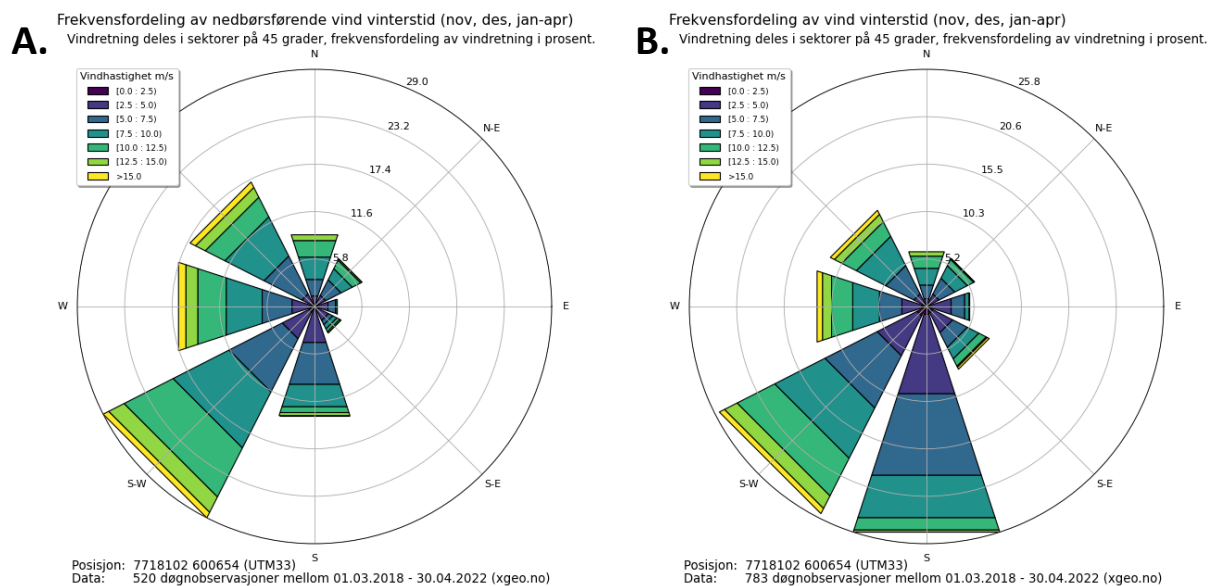 A.
Frekvensfordeling av nedbørsførende vind vinterstid (nov, des, jan-apr)
Vindretning deles i sektorer på 45 grader, frekvensfordeling av vindretning i prosent.
N
29.0
Vindhastighet m/s
[0.0 : 2.5)
[2.5 : 5.0)
[5.0 : 7.5)
[7.5 : 10.0)
[10.0 : 12.5)
[12.5 : 15.0)
>15.0
23.2
N-E
17.4
11.6
5.8
W
E
S-W
S-E
S
Posisjon: 7718102 600654 (UTM33)
Data: 520 døgnobservasjoner mellom 01.03.2018 - 30.04.2022 (xgeo.no)
B.
Frekvensfordeling av vind vinterstid (nov, des, jan-apr)
Vindretning deles i sektorer på 45 grader, frekvensfordeling av vindretning i prosent.
N
25.8
Vindhastighet m/s
[0.0 : 2.5)
[2.5 : 5.0)
[5.0 : 7.5)
[7.5 : 10.0)
[10.0 : 12.5)
[12.5 : 15.0)
>15.0
20.6
N-E
15.5
10.3
5.2
W
E
S-W
S-E
S
Posisjon: 7718102 600654 (UTM33)
Data: 783 døgnobservasjoner mellom 01.03.2018 - 30.04.2022 (xgeo.no)